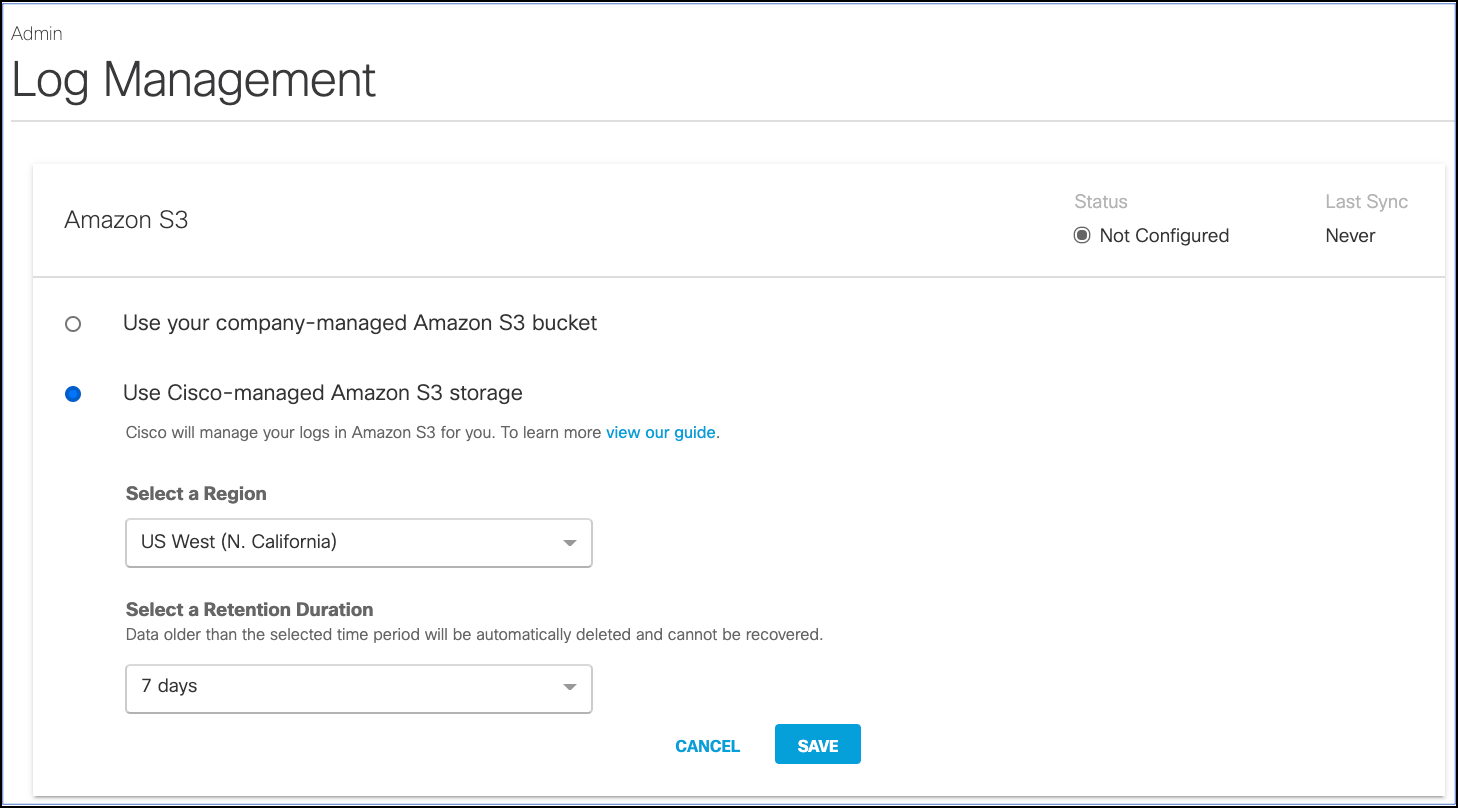 Admin
Log Management
Amazon S3
Status
Not Configured
Last Sync
Never
Use your company-managed Amazon S3 bucket
Use Cisco-managed Amazon S3 storage
Cisco will manage your logs in Amazon S3 for you. To learn more view our guide.
Select a Region
US West (N. California)
Select a Retention Duration
Data older than the selected time period will be automatically deleted and cannot be recovered.
7 days
CANCEL
SAVE